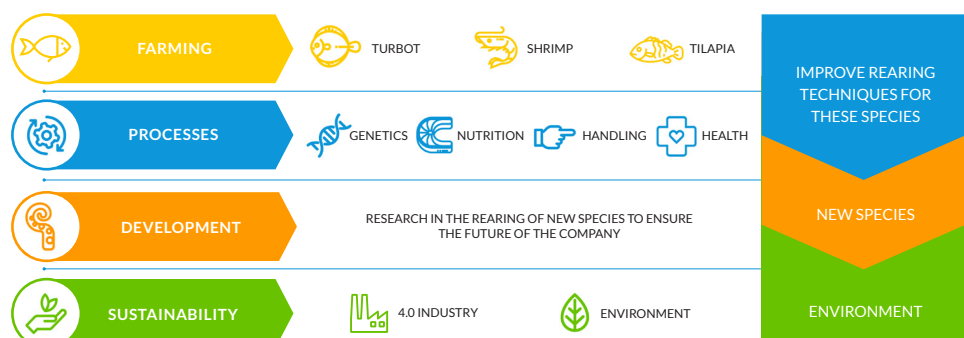 FARMING
TURBOT
SHRIMP
TILAPIA
PROCESSES
GENETICS
NUTRITION
HANDLING
HEALTH
IMPROVE REARING
TECHNIQUES FOR
THESE SPECIES
DEVELOPMENT
RESEARCH IN THE REARING OF NEW SPECIES TO ENSURE
THE FUTURE OF THE COMPANY
NEW SPECIES
SUSTAINABILITY
4.0 INDUSTRY
ENVIRONMENT
ENVIRONMENT